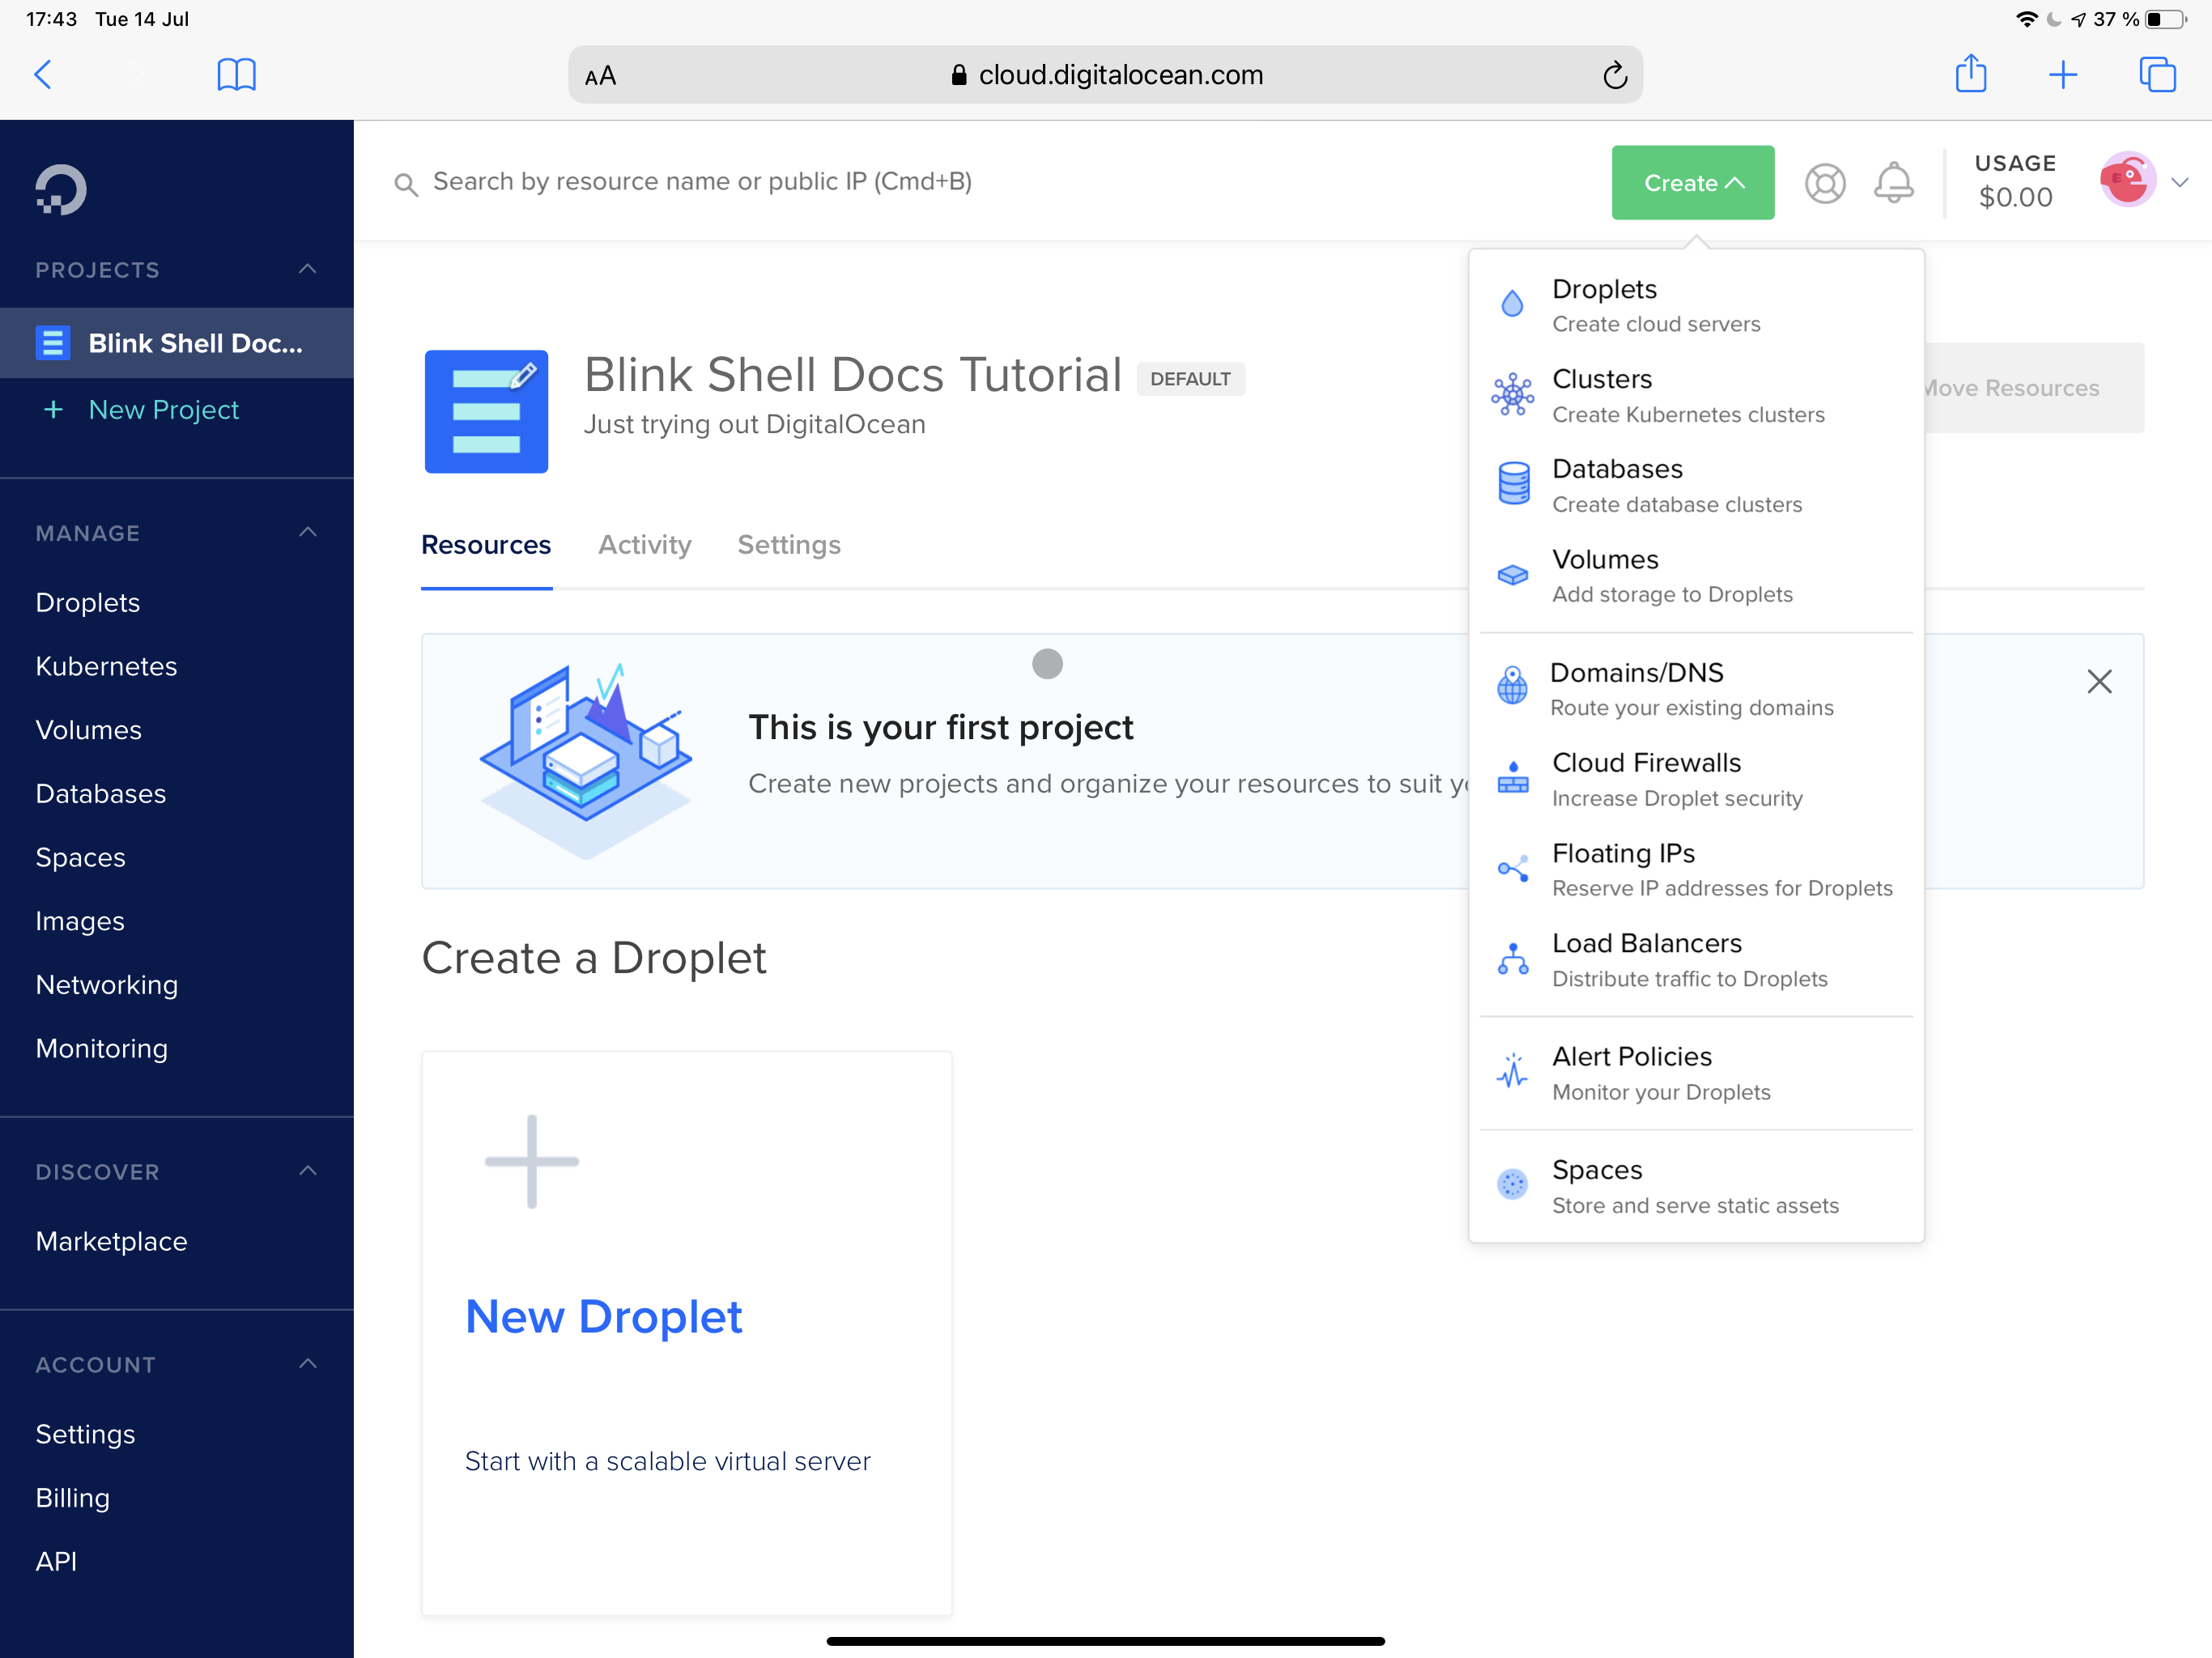 17:43 Tue 14 Jul
37 %
AA
cloud.digitalocean.com
Search by resource name or public IP (Cmd+B)
Create
USAGE
$0.00
PROJECTS
Blink Shell Doc...
+ New Project
MANAGE
Droplets
Kubernetes
Volumes
Databases
Spaces
Images
Networking
Monitoring
DISCOVER
Marketplace
ACCOUNT
Settings
Billing
API
Blink Shell Docs Tutorial DEFAULT
Just trying out DigitalOcean
Move Resources
Resources Activity Settings
This is your first project
Create new projects and organize your resources to suit
Create a Droplet
New Droplet
Start with a scalable virtual server
Droplets
Create cloud servers
Clusters
Create Kubernetes clusters
Databases
Create database clusters
Volumes
Add storage to Droplets
Domains/DNS
Route your existing domains
Cloud Firewalls
Increase Droplet security
Floating IPs
Reserve IP addresses for Droplets
Load Balancers
Distribute traffic to Droplets
Alert Policies
Monitor your Droplets
Spaces
Store and serve static assets